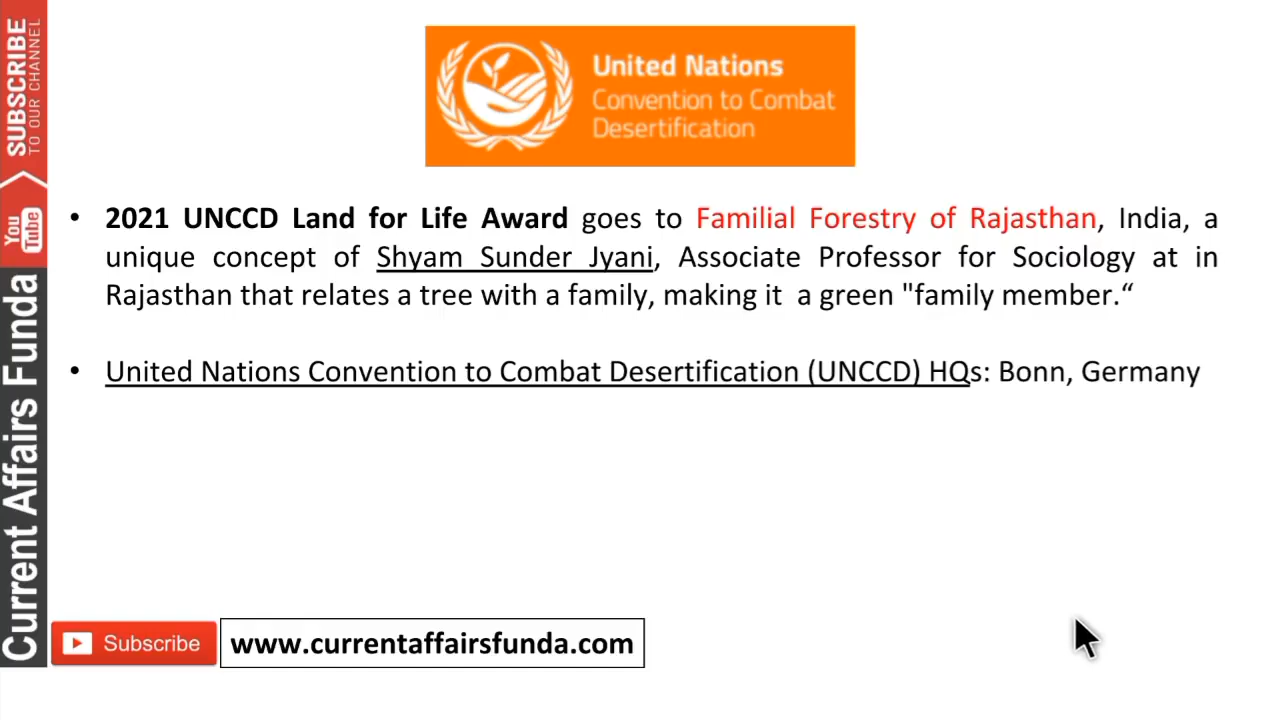 SUBSCRIBE
TO OUR CHANNEL
You
Tube
Current Affairs Funda
United Nations
Convention to Combat
Desertification
• 2021 UNCCD Land for Life Award goes to Familial Forestry of Rajasthan, India, a
unique concept of Shyam Sunder Jyani, Associate Professor for Sociology at in
Rajasthan that relates a tree with a family, making it a green "family member.“
• United Nations Convention to Combat Desertification (UNCCD) HQs: Bonn, Germany
Subscribe
www.currentaffairsfunda.com